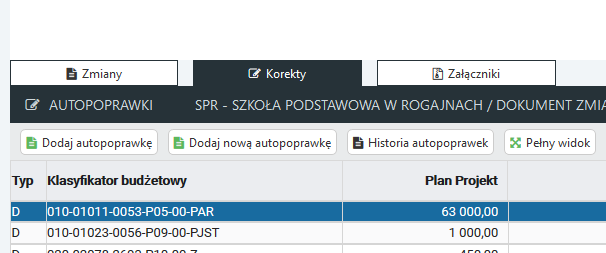 Zmiany Korekty Załączniki
AUTOPOPRAWKI SPR - SZKOŁA PODSTAWOWA W ROGAJNACH / DOKUMENT ZMIA
Dodaj autopoprawkę Dodaj nową autopoprawkę Historia autopoprawek Pełny widok
Typ Klasyfikator budżetowy Plan Projekt
D 010-01011-0053-P05-00-PAR 63 000,00
D 010-01023-0056-P09-00-PJST 1 000,00